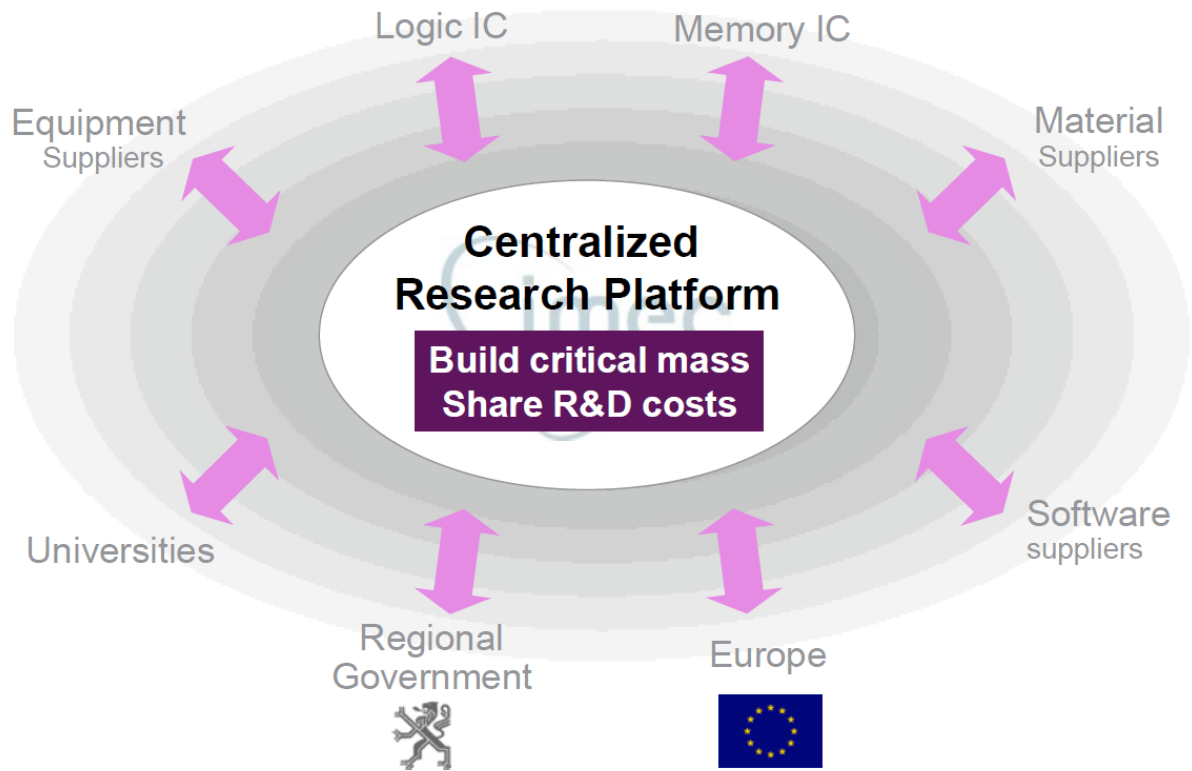 Logic IC
Memory IC
Equipment
Suppliers
Material
Suppliers
Centralized
Research Platform
imec
Build critical mass
Share R&D costs
Universities
Software
suppliers
Regional
Government
Europe